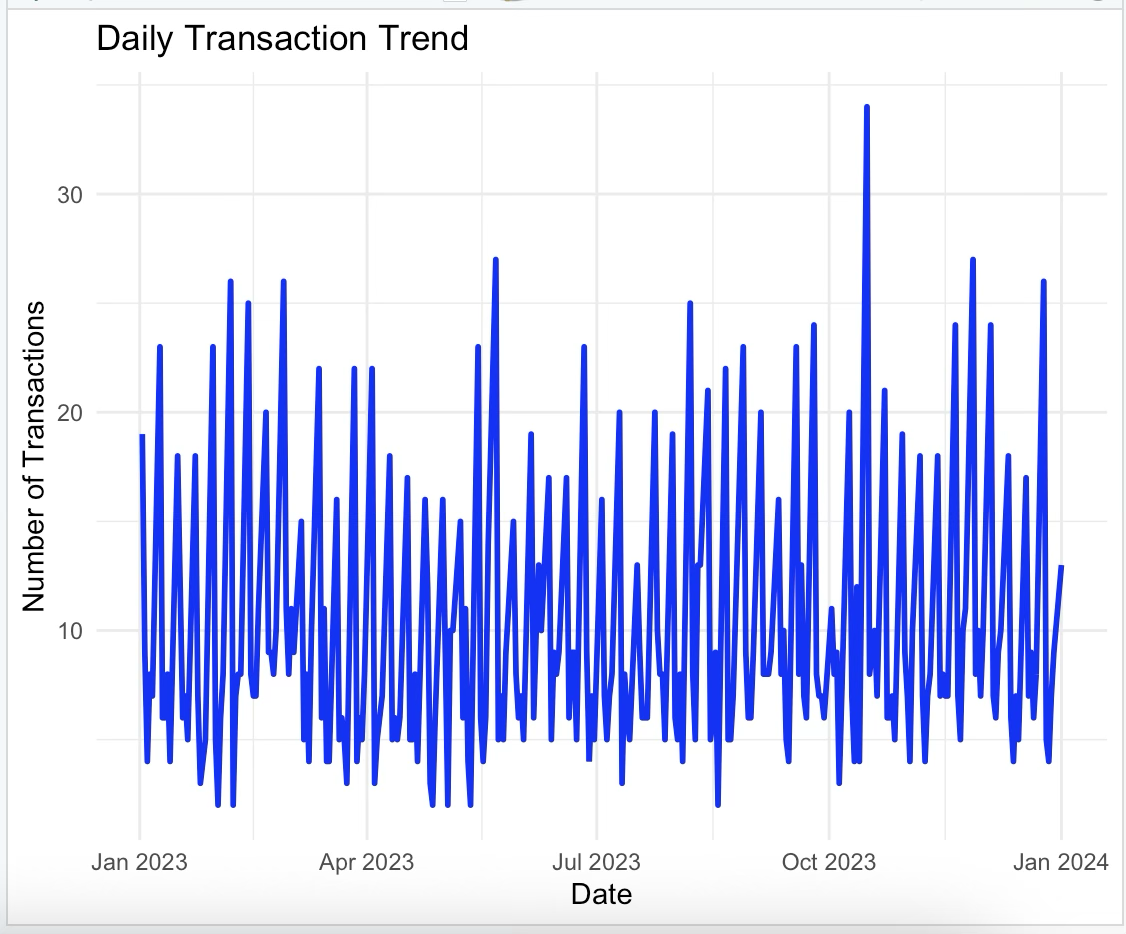 Daily Transaction Trend
30
20
10
Number of Transactions
Jan 2023
Apr 2023
Jul 2023
Oct 2023
Jan 2024
Date